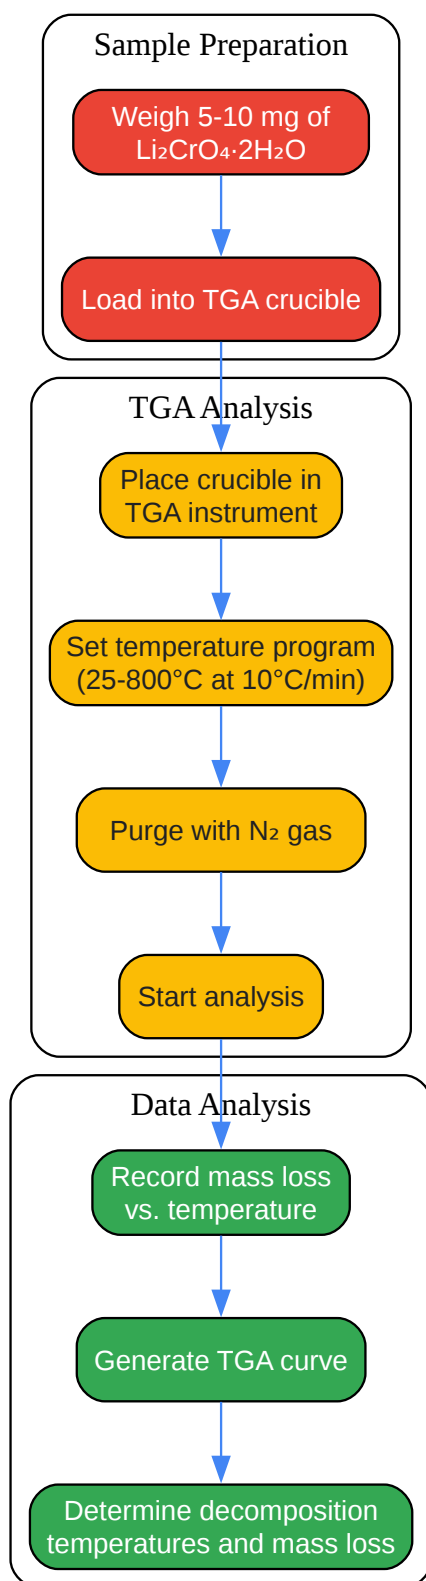 Sample Preparation
Weigh 5-10 mg of
Li₂CrO₄·2H₂O
Load into TGA crucible
TGA Analysis
Place crucible in
TGA instrument
Set temperature program
(25-800°C at 10°C/min)
Purge with N₂ gas
Start analysis
Data Analysis
Record mass loss
vs. temperature
Generate TGA curve
Determine decomposition
temperatures and mass loss